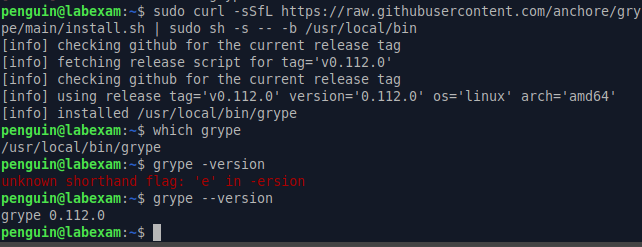 penguin@labexam:~$ sudo curl -sSfL https://raw.githubusercontent.com/anchore/gry
pe/main/install.sh | sudo sh -s -- -b /usr/local/bin
[info] checking github for the current release tag
[info] fetching release script for tag='v0.112.0'
[info] checking github for the current release tag
[info] using release tag='v0.112.0' version='0.112.0' os='linux' arch='amd64'
[info] installed /usr/local/bin/grype
penguin@labexam:~$ which grype
/usr/local/bin/grype
penguin@labexam:~$ grype -version
unknown shorthand flag: 'e' in -ersion
penguin@labexam:~$ grype --version
grype 0.112.0
penguin@labexam:~$